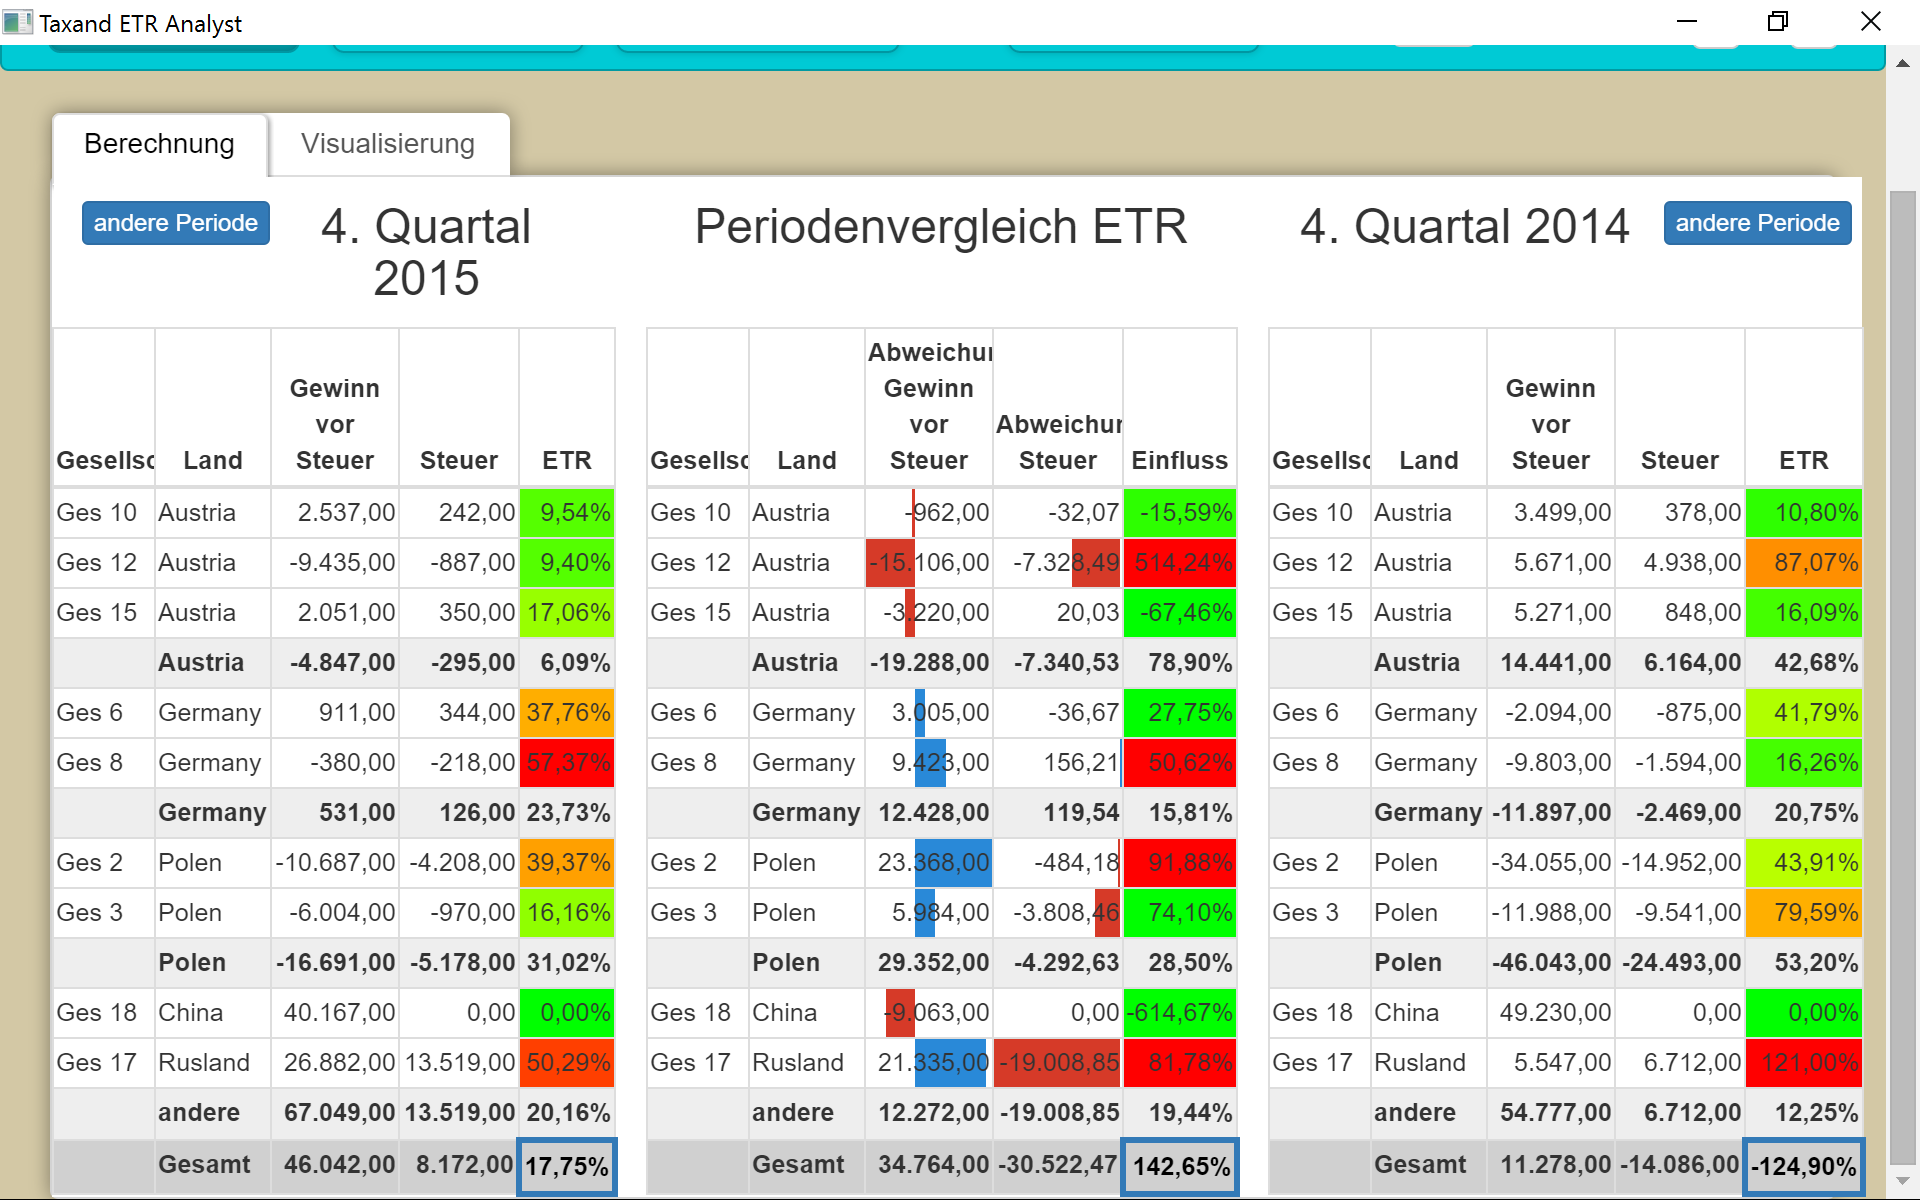 Taxand ETR Analyst
Berechnung Visualisierung
andere Periode 4. Quartal 2015 Periodenvergleich ETR 4. Quartal 2014 andere Periode
Gesellsc Land Gewinn vor Steuer Steuer ETR
Ges 10 Austria 2.537,00 242,00 9,54%
Ges 12 Austria -9.435,00 -887,00 9,40%
Ges 15 Austria 2.051,00 350,00 17,06%
Austria -4.847,00 -295,00 6,09%
Ges 6 Germany 911,00 344,00 37,76%
Ges 8 Germany -380,00 -218,00 57,37%
Germany 531,00 126,00 23,73%
Ges 2 Polen -10.687,00 -4.208,00 39,37%
Ges 3 Polen -6.004,00 -970,00 16,16%
Polen -16.691,00 -5.178,00 31,02%
Ges 18 China 40.167,00 0,00 0,00%
Ges 17 Rusland 26.882,00 13.519,00 50,29%
andere 67.049,00 13.519,00 20,16%
Gesamt 46.042,00 8.172,00 17,75%
Gesellsc Land Abweichur Gewinn vor Steuer Abweichur Steuer Einfluss
Ges 10 Austria -962,00 -32,07 -15,59%
Ges 12 Austria -15.106,00 -7.328,49 514,24%
Ges 15 Austria -3.220,00 20,03 -67,46%
Austria -19.288,00 -7.340,53 78,90%
Ges 6 Germany 3.005,00 -36,67 27,75%
Ges 8 Germany 9.423,00 156,21 50,62%
Germany 12.428,00 119,54 15,81%
Ges 2 Polen 23.368,00 -484,18 91,88%
Ges 3 Polen 5.984,00 -3.808,46 74,10%
Polen 29.352,00 -4.292,63 28,50%
Ges 18 China -9.063,00 0,00 -614,67%
Ges 17 Rusland 21.335,00 -19.008,85 81,78%
andere 12.272,00 -19.008,85 19,44%
Gesamt 34.764,00 -30.522,47 142,65%
Gesellsc Land Gewinn vor Steuer Steuer ETR
Ges 10 Austria 3.499,00 378,00 10,80%
Ges 12 Austria 5.671,00 4.938,00 87,07%
Ges 15 Austria 5.271,00 848,00 16,09%
Austria 14.441,00 6.164,00 42,68%
Ges 6 Germany -2.094,00 -875,00 41,79%
Ges 8 Germany -9.803,00 -1.594,00 16,26%
Germany -11.897,00 -2.469,00 20,75%
Ges 2 Polen -34.055,00 -14.952,00 43,91%
Ges 3 Polen -11.988,00 -9.541,00 79,59%
Polen -46.043,00 -24.493,00 53,20%
Ges 18 China 49.230,00 0,00 0,00%
Ges 17 Rusland 5.547,00 6.712,00 121,00%
andere 54.777,00 6.712,00 12,25%
Gesamt 11.278,00 -14.086,00 -124,90%